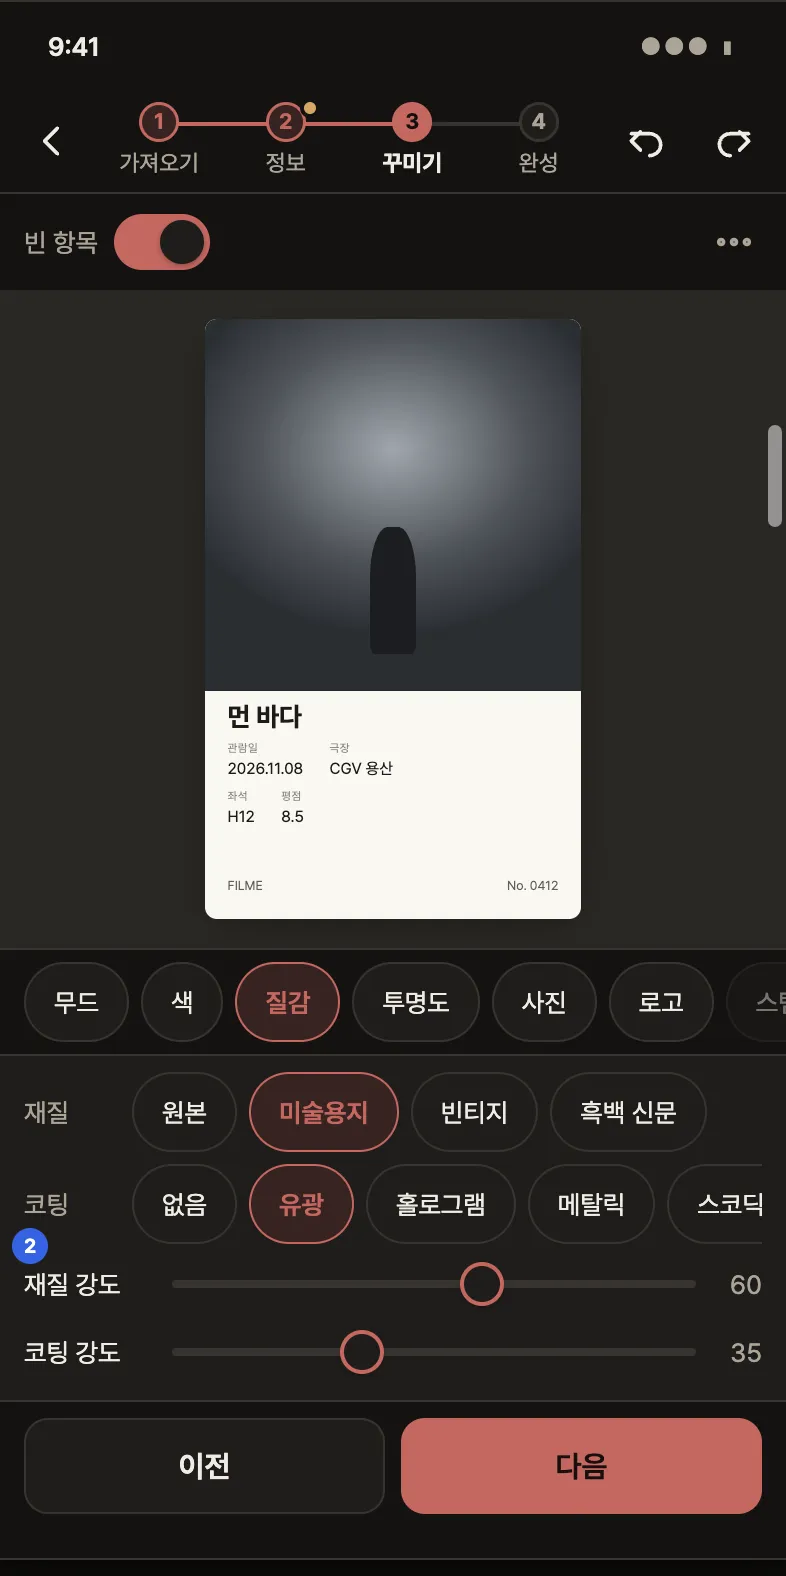 9:41
1 2 3 4
가져오기 정보 꾸미기 완성
빈 항목
먼 바다
관람일 극장
2026.11.08 CGV 용산
좌석 평점
H12 8.5
FILME No. 0412
무드 색 질감 투명도 사진 로고
재질 원본 미술용지 빈티지 흑백 신문
코팅 없음 유광 홀로그램 메탈릭 스코딕
2
재질 강도 60
코팅 강도 35
이전 다음